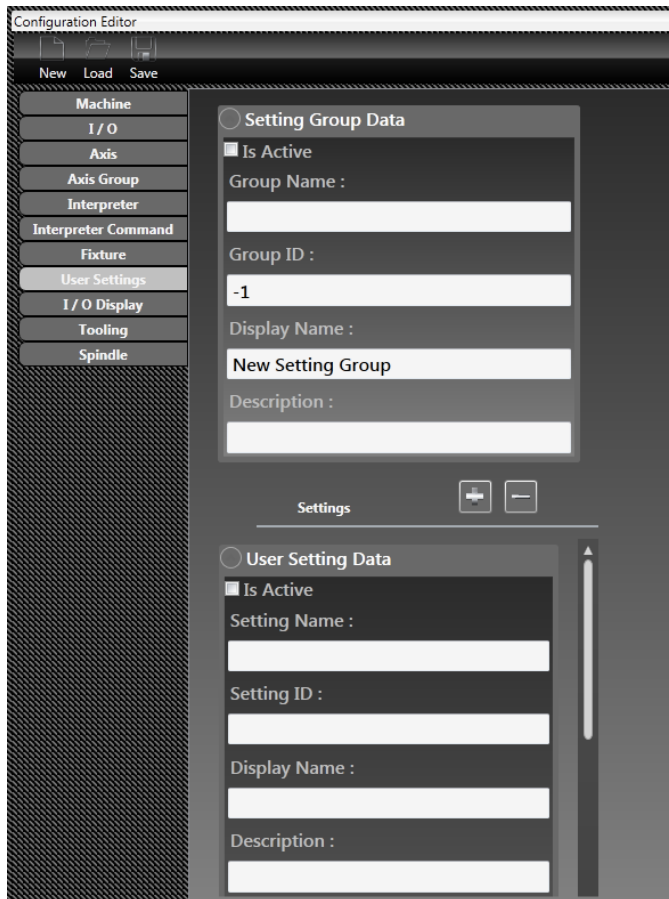 Configuration Editor
New Load Save
Machine
I / O
Axis
Axis Group
Interpreter
Interpreter Command
Fixture
User Settings
I / O Display
Tooling
Spindle
Setting Group Data
Is Active
Group Name :
Group ID :
-1
Display Name :
New Setting Group
Description :
Settings
User Setting Data
Is Active
Setting Name :
Setting ID :
Display Name :
Description :